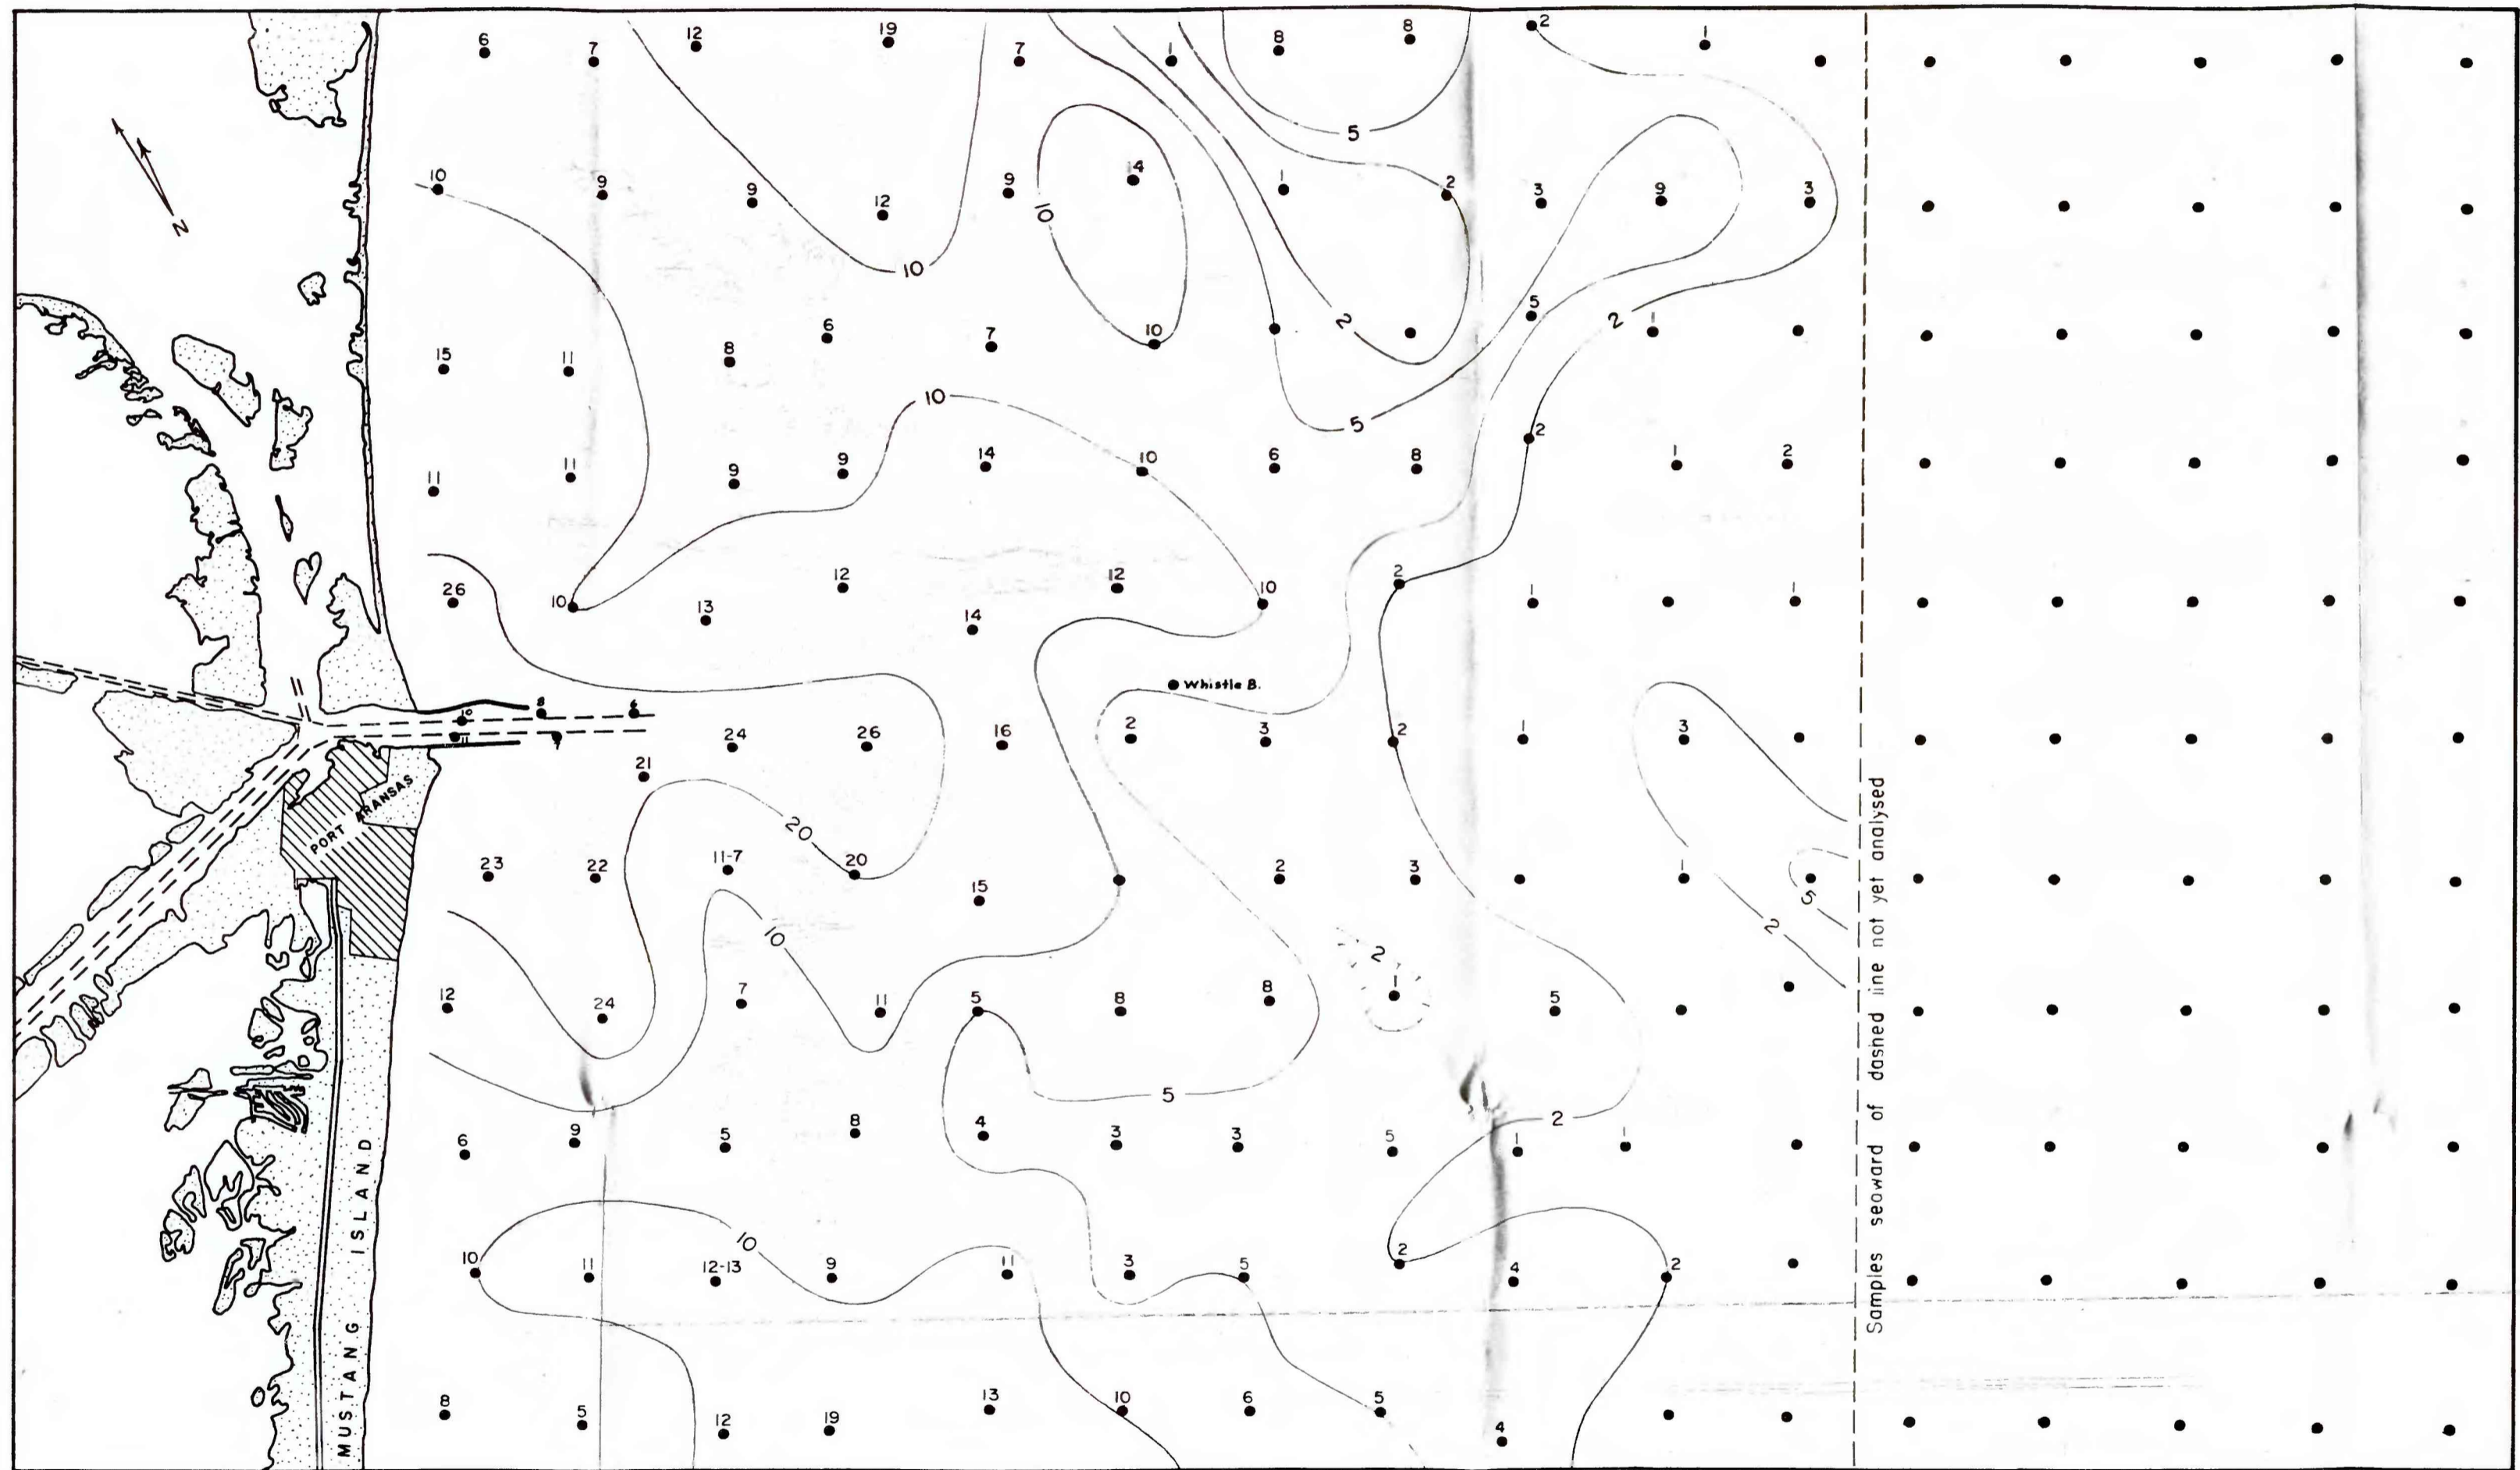 6 7 12 19 7 1 8 8 2 1
5
10 9 9 12 9 14 1 2 3 9 3
10
N
10
15 11 8 6 7 10 2 5 2 1
10
5
11 11 9 9 14 10 6 8 2 1 2
26 10 13 12 14 12 10 2 1 1
Whistle B.
10 8 6
11 7
21 24 26 16 2 3 2 1 3
PORT ARANSAS
20
23 22 11-7 20 15 2 3 1
5
10
2
2
12 24 7 11 5 8 8 1 5
5
2
6 9 5 8 4 3 3 5 1 1
10
10 11 12-13 9 11 3 5 2 4 2
8 5 12 19 13 10 6 5 4
MUSTANG ISLAND
Samples seaward of dashed line not yet analysed